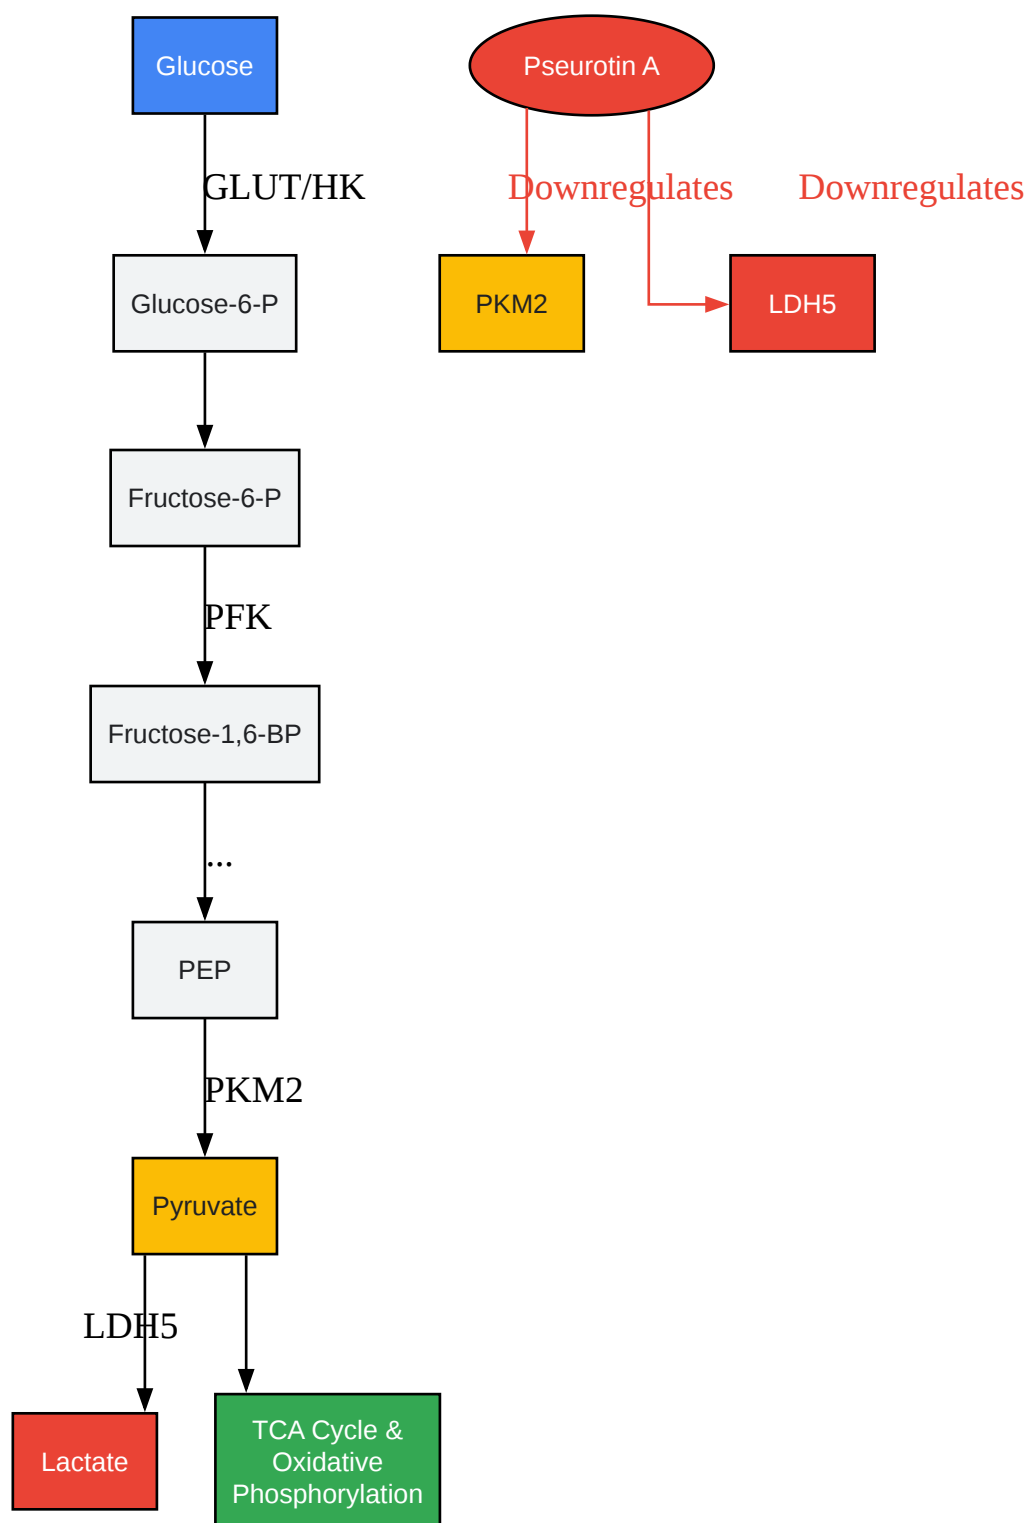 Glucose
Pseurotin A
GLUT/HK
Downregulates
Downregulates
Glucose-6-P
PKM2
LDH5
Fructose-6-P
PFK
Fructose-1,6-BP
...
PEP
PKM2
Pyruvate
LDH5
Lactate
TCA Cycle &
Oxidative
Phosphorylation